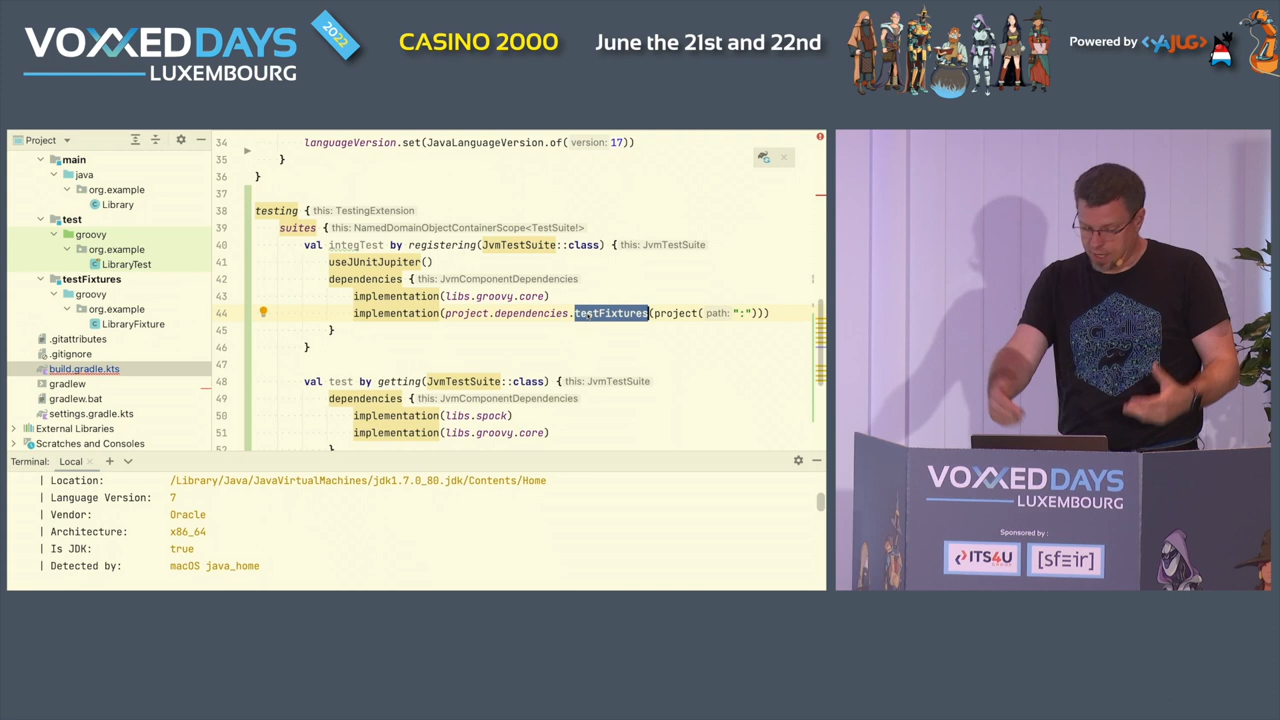 VOXXED DAYS
LUXEMBOURG
2022
CASINO 2000
June the 21st and 22nd
Powered by <YAJUG>
Project
main
java
org.example
Library
test
groovy
org.example
LibraryTest
testFixtures
groovy
org.example
LibraryFixture
.gitattributes
.gitignore
build.gradle.kts
gradlew
gradlew.bat
settings.gradle.kts
External Libraries
Scratches and Consoles
34 languageVersion.set(JavaLanguageVersion.of( version: 17))
35 }
36 }
37
38 testing { this: TestingExtension
39 suites { this: NamedDomainObjectContainerScope<TestSuite!>
40 val integTest by registering(JvmTestSuite::class) { this: JvmTestSuite
41 useJUnitJupiter()
42 dependencies { this: JvmComponentDependencies
43 implementation(libs.groovy.core)
44 implementation(project.dependencies.testFixtures(project( path: ":")))
45 }
46 }
47
48 val test by getting(JvmTestSuite::class) { this: JvmTestSuite
49 dependencies { this: JvmComponentDependencies
50 implementation(libs.spock)
51 implementation(libs.groovy.core)
52 }
Terminal: Local × +
| Location: /Library/Java/JavaVirtualMachines/jdk1.7.0_80.jdk/Contents/Home
| Language Version: 7
| Vendor: Oracle
| Architecture: x86_64
| Is JDK: true
| Detected by: macOS java_home
VOXXED DAYS
LUXEMBOURG
Sponsored by :
ITS4U
GROUP
[sfeir]